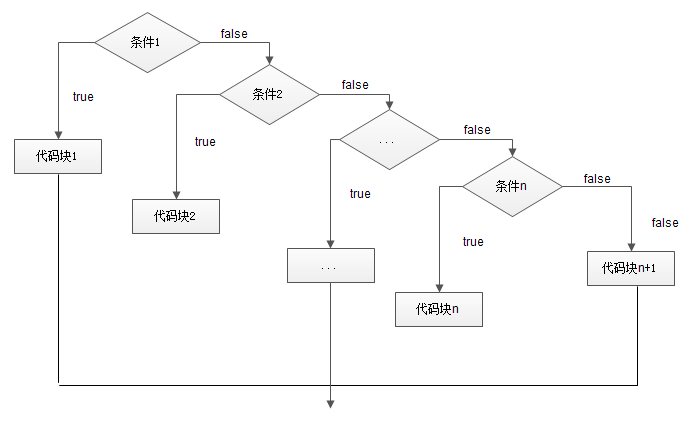 条件1
false
条件2
false
true
...
false
true
代码块1
条件n
false
true
代码块2
false
true
...
代码块n+1
代码块n